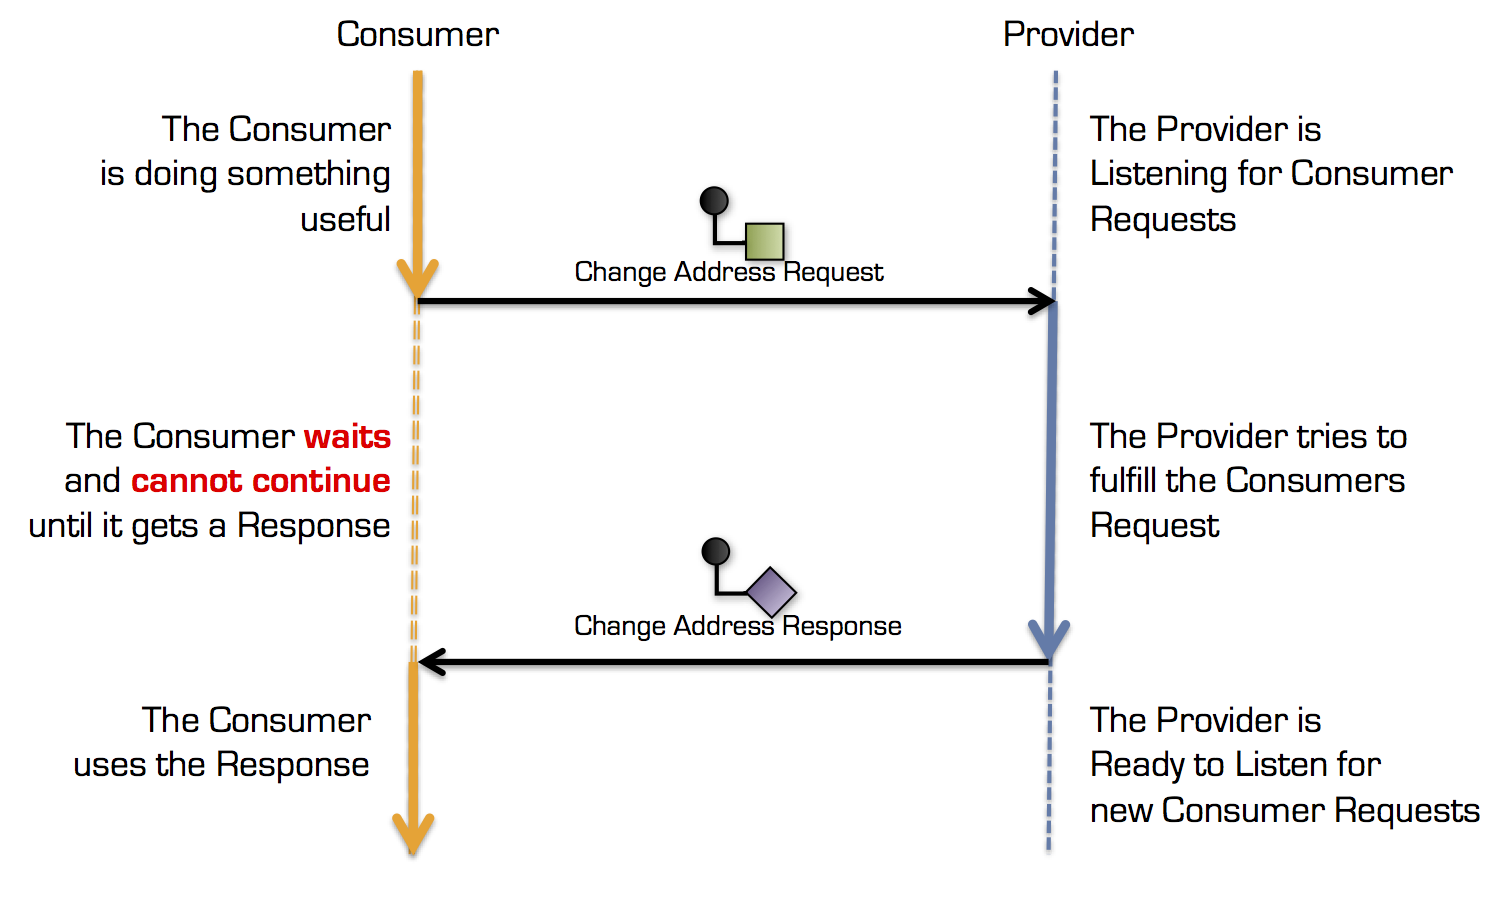 Consumer
Provider
The Consumer
is doing something
useful
The Provider is
Listening for Consumer
Requests
Change Address Request
The Consumer waits
and cannot continue
until it gets a Response
The Provider tries to
fulfill the Consumers
Request
Change Address Response
The Consumer
uses the Response
The Provider is
Ready to Listen for
new Consumer Requests